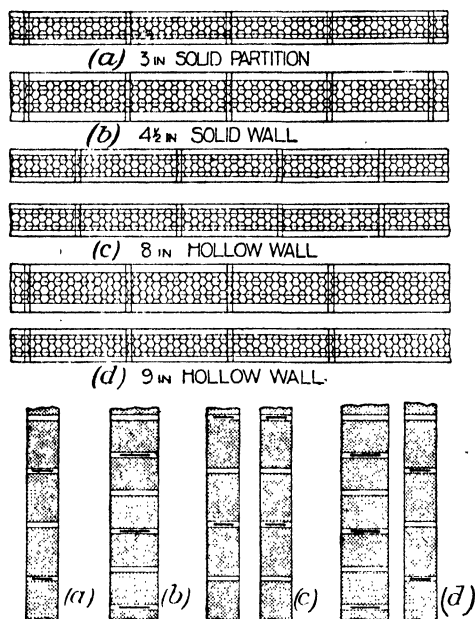 (a) 3 IN SOLID PARTITION
(b) 4½ IN SOLID WALL
(c) 8 IN HOLLOW WALL
(d) 9 IN HOLLOW WALL.
(a) (b) (c) (d)